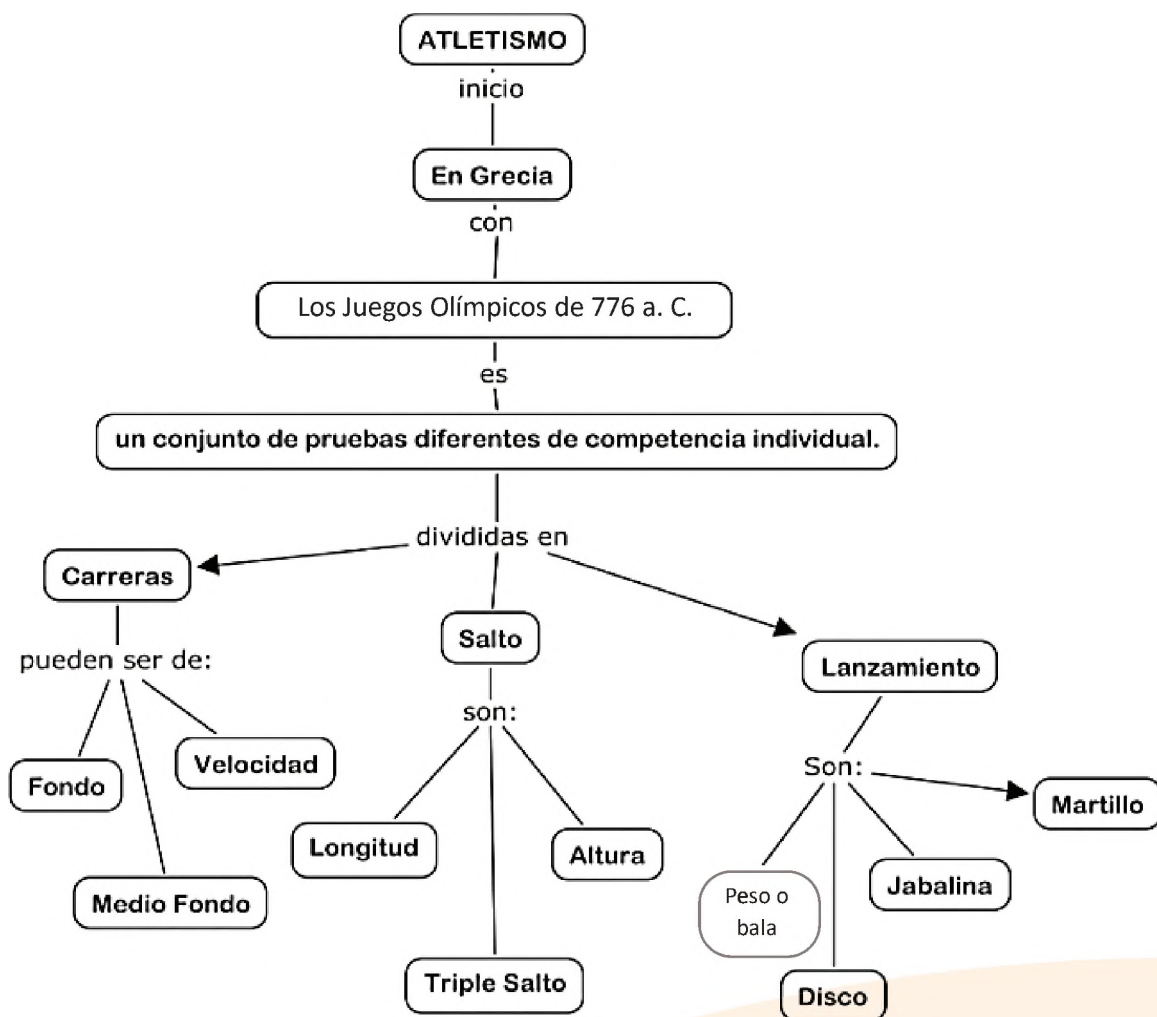 ATLETISMO
inicio
En Grecia
con
Los Juegos Olímpicos de 776 a. C.
es
un conjunto de pruebas diferentes de competencia individual.
divididas en
Carreras
pueden ser de:
Fondo
Velocidad
Medio Fondo
Salto
son:
Longitud
Altura
Triple Salto
Lanzamiento
Son:
Martillo
Jabalina
Peso o
bala
Disco